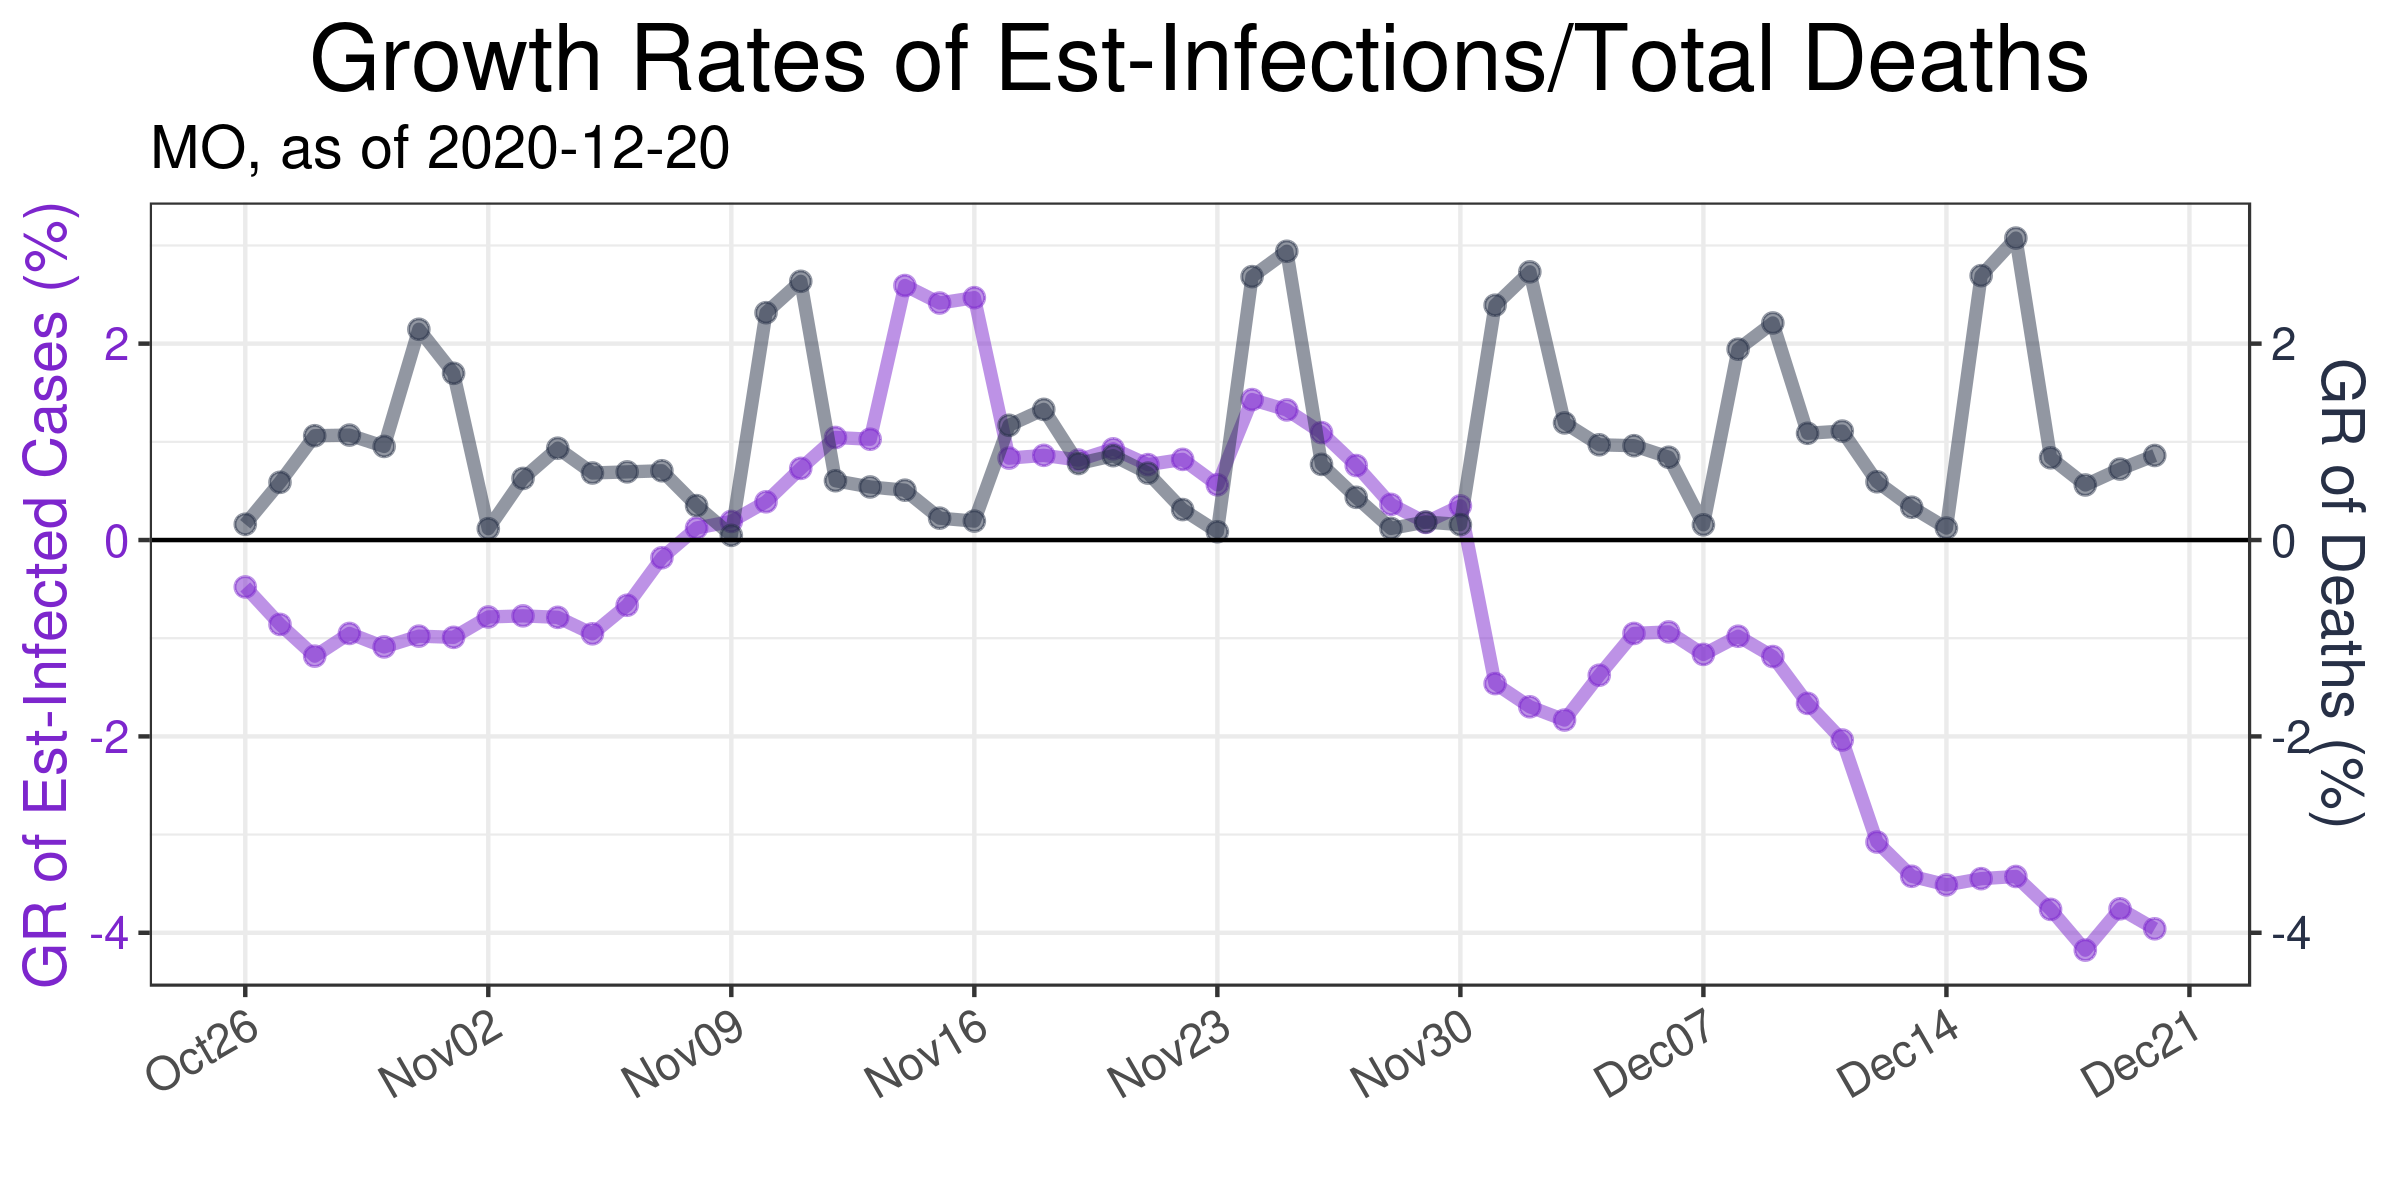 Growth Rates of Est-Infections/Total Deaths
MO, as of 2020-12-20
GR of Est-Infected Cases (%)
2
0
-2
-4
2
0
-2
-4
GR of Deaths (%)
Oct26
Nov02
Nov09
Nov16
Nov23
Nov30
Dec07
Dec14
Dec21